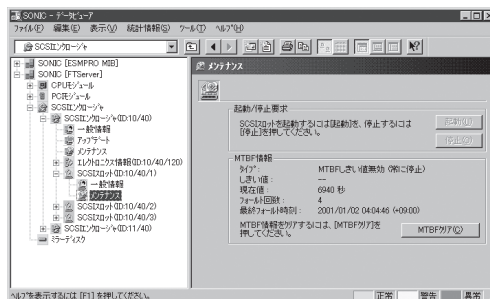 SONIC - ﾃﾞｰﾀﾋﾞｭｰｱ
ﾌｧｲﾙ(F) 編集(E) 表示(V) 統計情報(S) ﾂｰﾙ(T) ﾍﾙﾌﾟ(H)
SCSIｴﾝｸﾛｰｼﾞｬ
SONIC [ESMPRO MIB]
SONIC [FTServer]
CPUﾓｼﾞｭｰﾙ
PCIﾓｼﾞｭｰﾙ
SCSIｴﾝｸﾛｰｼﾞｬ
SCSIｴﾝｸﾛｰｼﾞｬ(ID:10/40)
一般情報
ｱｯﾌﾟﾃﾞｰﾄ
ﾒﾝﾃﾅﾝｽ
ｴﾚｸﾄﾛﾆｸｽ情報(ID:10/40/120)
SCSIｽﾛｯﾄ(ID:10/40/1)
一般情報
ﾒﾝﾃﾅﾝｽ
SCSIｽﾛｯﾄ(ID:10/40/2)
SCSIｽﾛｯﾄ(ID:10/40/3)
SCSIｴﾝｸﾛｰｼﾞｬ(ID:11/40)
ﾐﾗｰﾃﾞｨｽｸ
ﾒﾝﾃﾅﾝｽ
起動/停止要求
SCSIｽﾛｯﾄを起動するには[起動]を、停止するには
[停止]を押してください。
起動(U)
停止(D)
MTBF情報
ﾀｲﾌﾟ: MTBFしきい値無効 (常に停止)
しきい値: --
現在値: 6940 秒
ﾌｫｰﾙﾄ回数: 4
最終ﾌｫｰﾙﾄ時刻: 2001/01/02 04:04:46 (+09:00)
MTBF情報をｸﾘｱするには、[MTBFｸﾘｱ]を
押してください。
MTBFｸﾘｱ(C)
ﾍﾙﾌﾟを表示するには [F1] を押してください。
正常 警告 異常